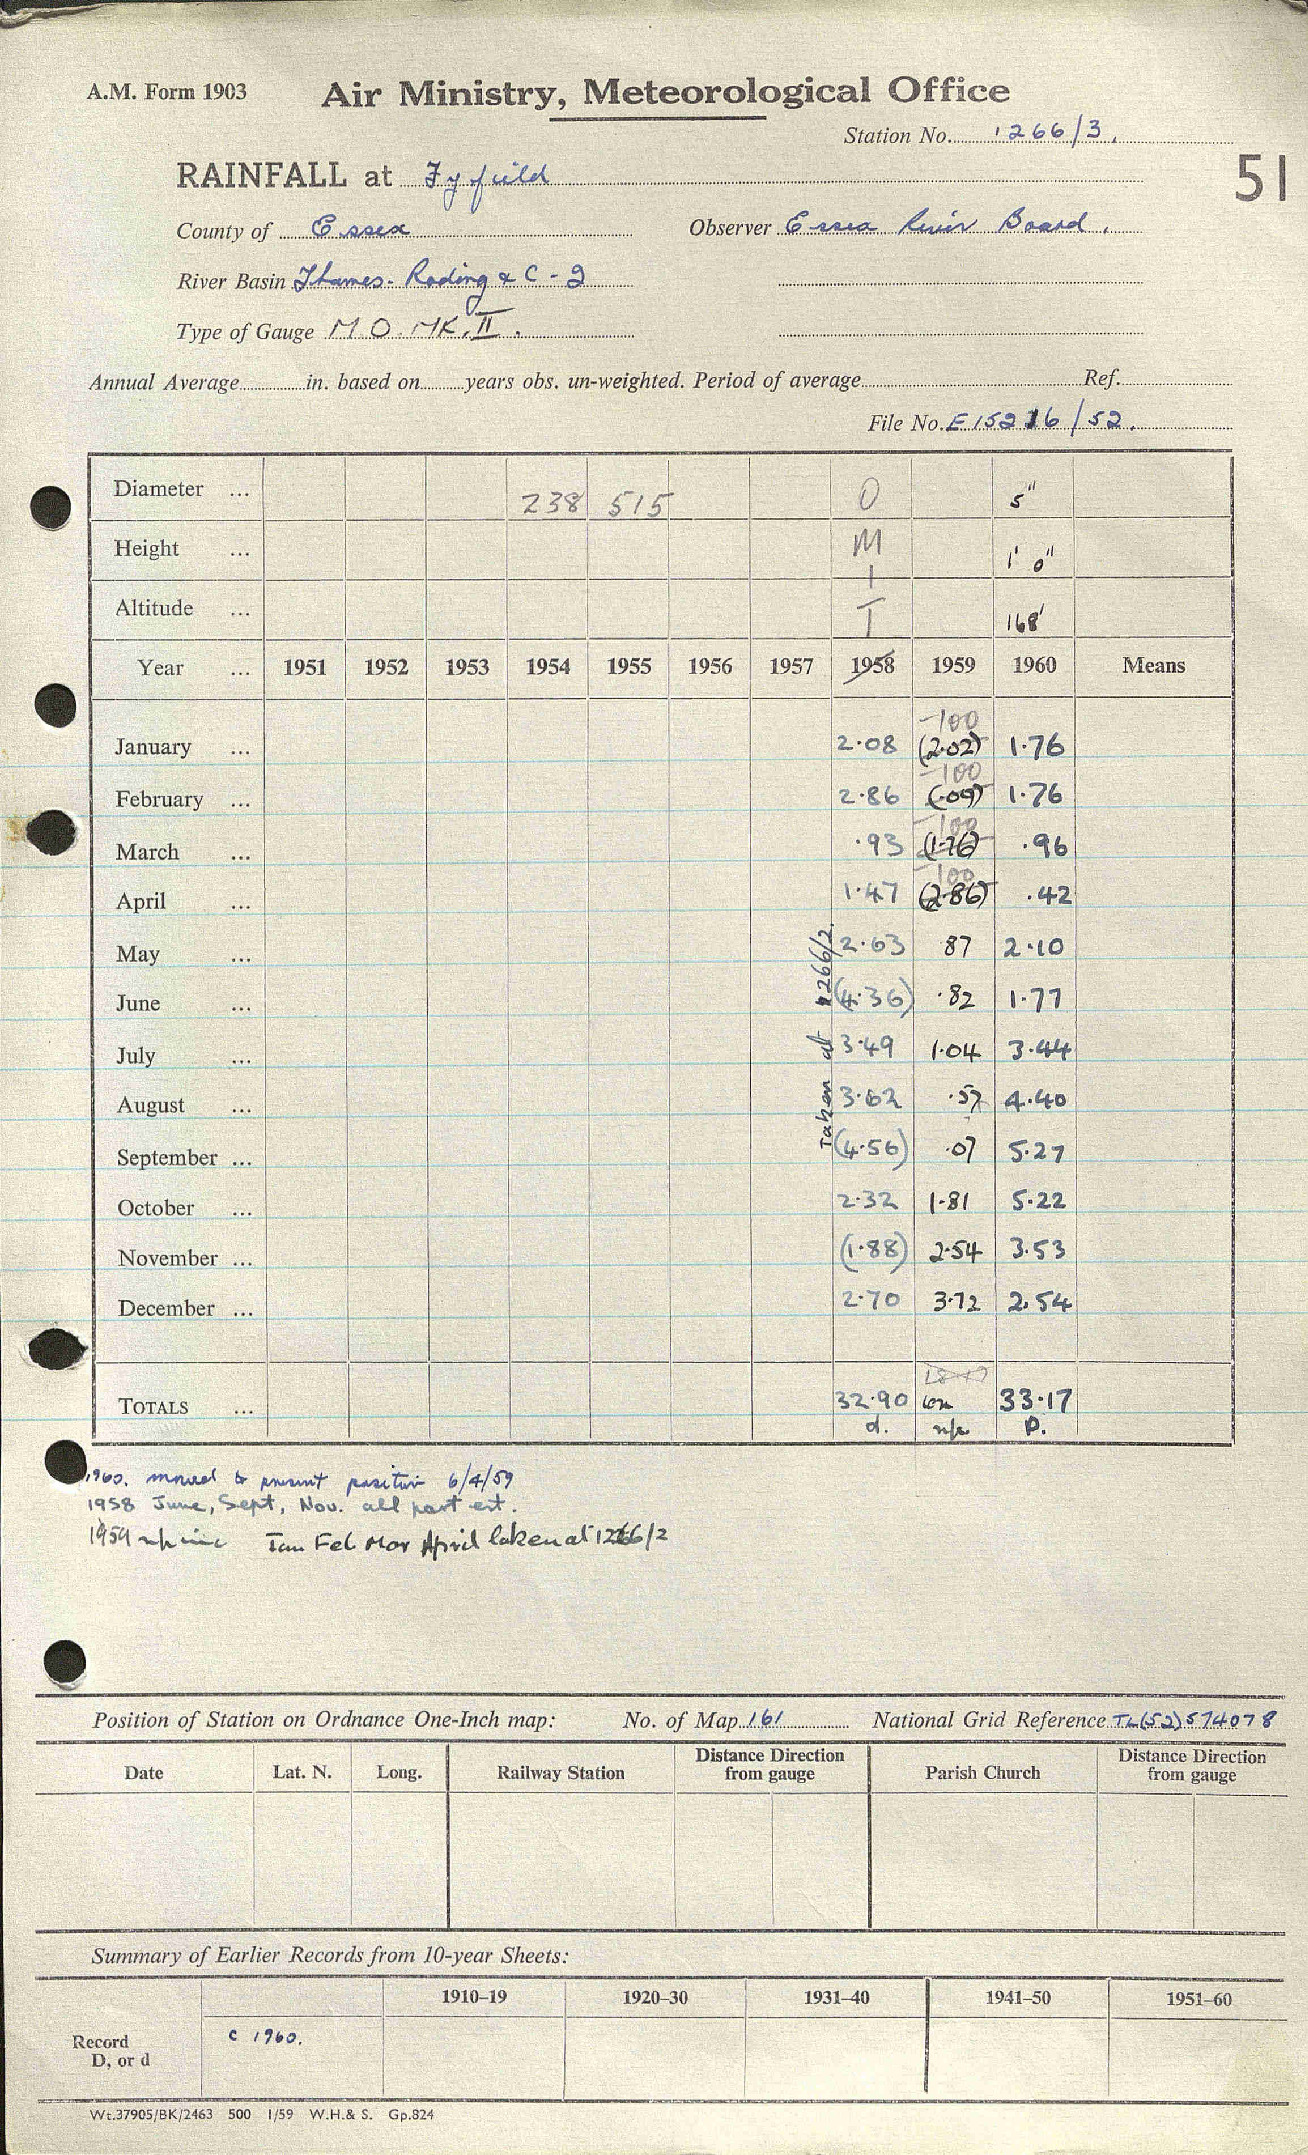 A.M. Form 1903 Air Ministry, Meteorological Office
Station No. 1266/3.
51
RAINFALL at Fyfield
County of Essex Observer Essex River Board.
River Basin Thames - Roding & C - 2
Type of Gauge M.O. MK. II.
Annual Average in. based on years obs. un-weighted. Period of average Ref.
File No. E15216/52.
Diameter ... 238 515 O 5"
Height ... M 1' 0"
Altitude ... I T 168'
Year ... 1951 1952 1953 1954 1955 1956 1957 1958 1959 1960 Means
-100
January ... 2.08 (2.02) 1.76
-100
February ... 2.86 (.09) 1.76
-100
March ... .93 (1.76) .96
-100
April ... 1.47 (2.86) .42
May ... 2.63 .87 2.10
June ... (4.36) .82 1.77
July ... 3.49 1.04 3.44
August ... 3.62 .57 4.40
September ... (4.56) .07 5.27
October ... 2.32 1.81 5.22
November ... (1.88) 2.54 3.53
December ... 2.70 3.72 2.54
Taken at 1266/2.
TOTALS ... 32.90 33.17
d. P.
1960. moved to present position 6/4/59
1958 June, Sept, Nov. all part est.
1959 Jan Feb Mar April taken at 1266/2
Position of Station on Ordnance One-Inch map: No. of Map 161 National Grid Reference TL(52)574078
Date Lat. N. Long. Railway Station Distance Direction from gauge Parish Church Distance Direction from gauge
Summary of Earlier Records from 10-year Sheets:
1910–19 1920–30 1931–40 1941–50 1951–60
Record D, or d c 1960.
Wt.37905/BK/2463 500 1/59 W.H.& S. Gp.824